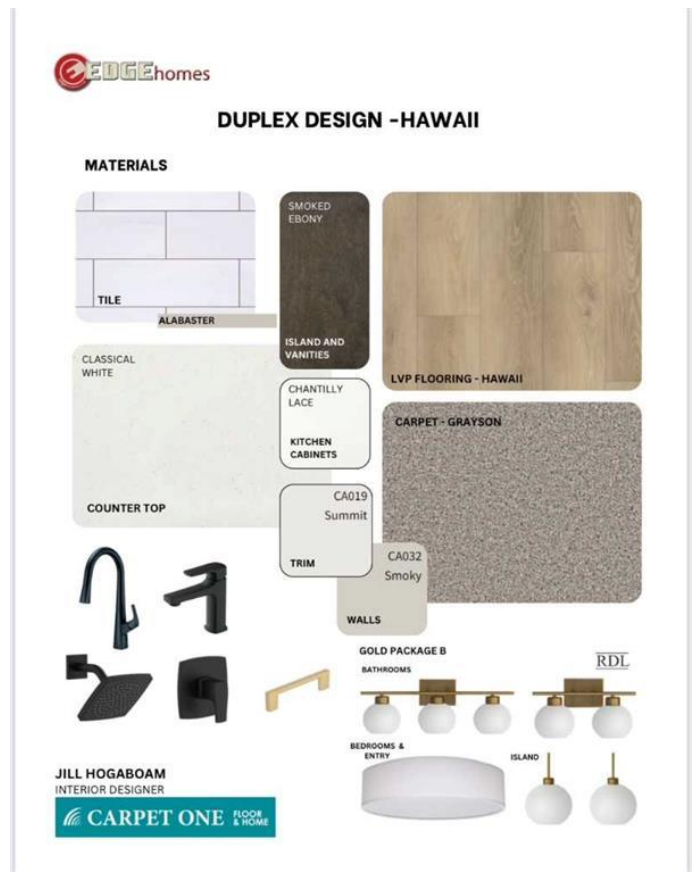 EDGEhomes
DUPLEX DESIGN -HAWAII
MATERIALS
TILE
ALABASTER
SMOKED
EBONY
ISLAND AND
VANITIES
LVP FLOORING - HAWAII
CLASSICAL
WHITE
COUNTER TOP
CHANTILLY
LACE
KITCHEN
CABINETS
CARPET - GRAYSON
CA019
Summit
TRIM
CA032
Smoky
WALLS
GOLD PACKAGE B
RDL
BATHROOMS
BEDROOMS &
ENTRY
ISLAND
JILL HOGABOAM
INTERIOR DESIGNER
CARPET ONE FLOOR
& HOME